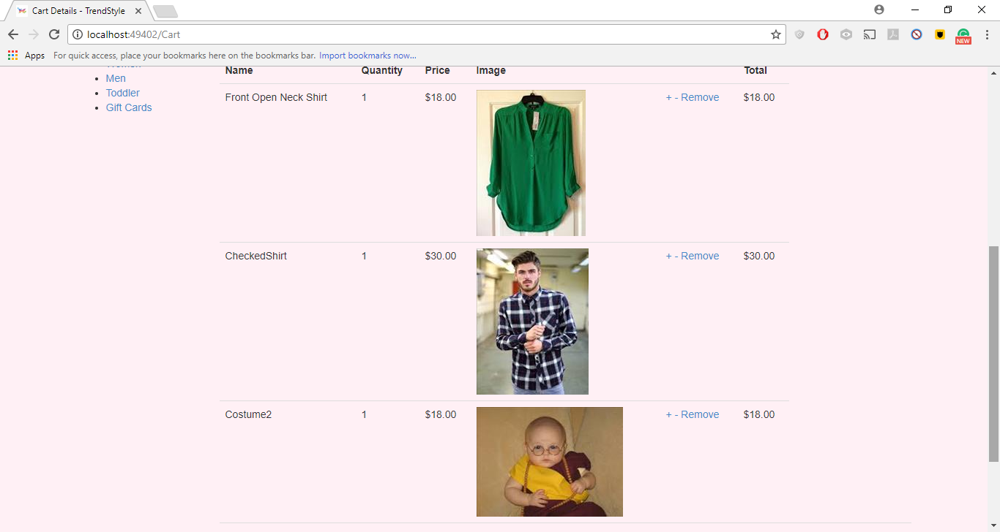 Cart Details - TrendStyle
localhost:49402/Cart
NEW
Apps For quick access, place your bookmarks here on the bookmarks bar. Import bookmarks now...
Women
Men
Toddler
Gift Cards
Name Quantity Price Image Total
Front Open Neck Shirt 1 $18.00 + - Remove $18.00
CheckedShirt 1 $30.00 + - Remove $30.00
Costume2 1 $18.00 + - Remove $18.00